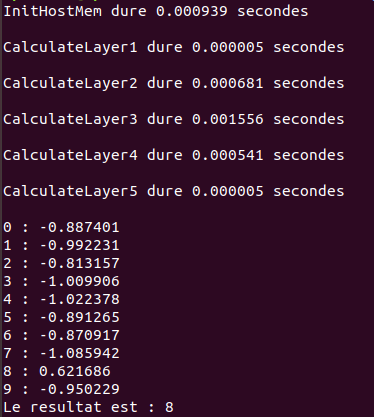 InitHostMem dure 0.000939 secondes
CalculateLayer1 dure 0.000005 secondes
CalculateLayer2 dure 0.000681 secondes
CalculateLayer3 dure 0.001556 secondes
CalculateLayer4 dure 0.000541 secondes
CalculateLayer5 dure 0.000005 secondes
0 : -0.887401
1 : -0.992231
2 : -0.813157
3 : -1.009906
4 : -1.022378
5 : -0.891265
6 : -0.870917
7 : -1.085942
8 : 0.621686
9 : -0.950229
Le resultat est : 8